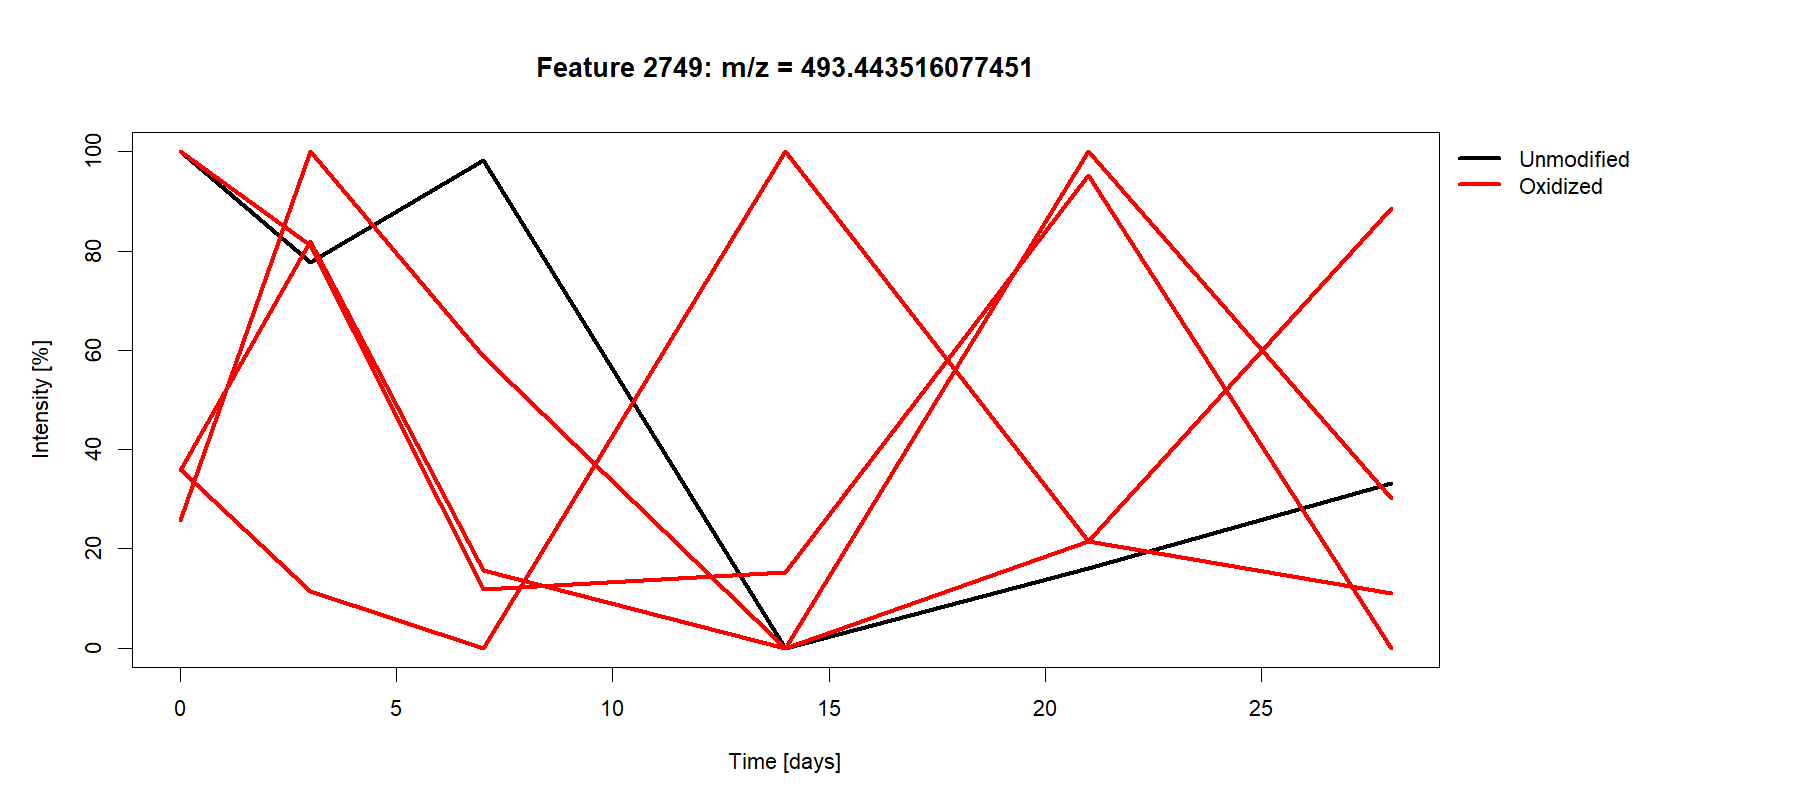 Feature 2749: m/z = 493.443516077451
Unmodified
Oxidized
Intensity [%]
100
80
60
40
20
0
0 5 10 15 20 25
Time [days]